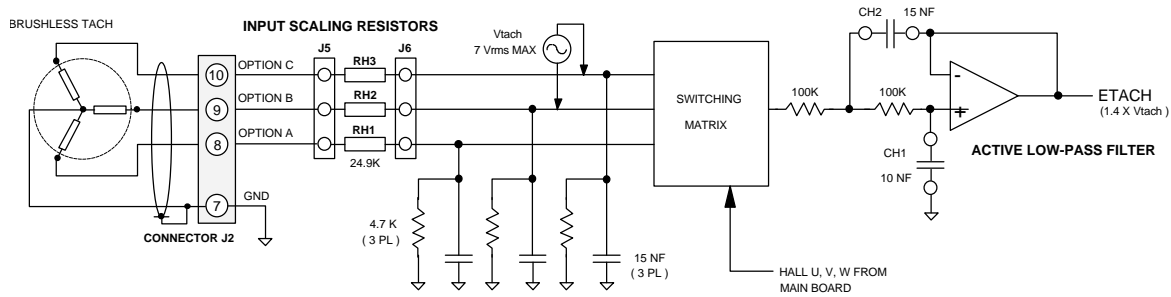 BRUSHLESS TACH
INPUT SCALING RESISTORS
J5
J6
Vtach
7 Vrms MAX
CH2
15 NF
10
OPTION C
RH3
9
OPTION B
RH2
8
OPTION A
RH1
24.9K
7
GND
CONNECTOR J2
4.7 K
( 3 PL )
15 NF
( 3 PL )
SWITCHING
MATRIX
HALL U, V, W FROM
MAIN BOARD
100K
100K
-
+
CH1
10 NF
ETACH
(1.4 X Vtach )
ACTIVE LOW-PASS FILTER